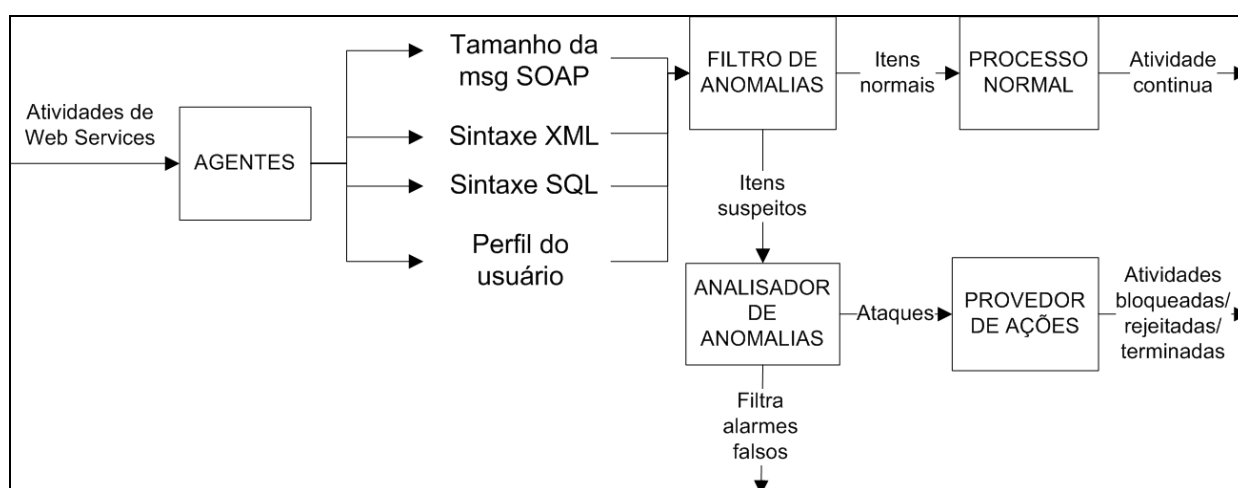 Atividades de
Web Services
AGENTES
Tamanho da
msg SOAP
Sintaxe XML
Sintaxe SQL
Perfil do
usuário
FILTRO DE
ANOMALIAS
Itens
normais
PROCESSO
NORMAL
Atividade
continua
Itens
suspeitos
ANALISADOR
DE
ANOMALIAS
Ataques
PROVEDOR
DE AÇÕES
Atividades
bloqueadas/
rejeitadas/
terminadas
Filtra
alarmes
falsos